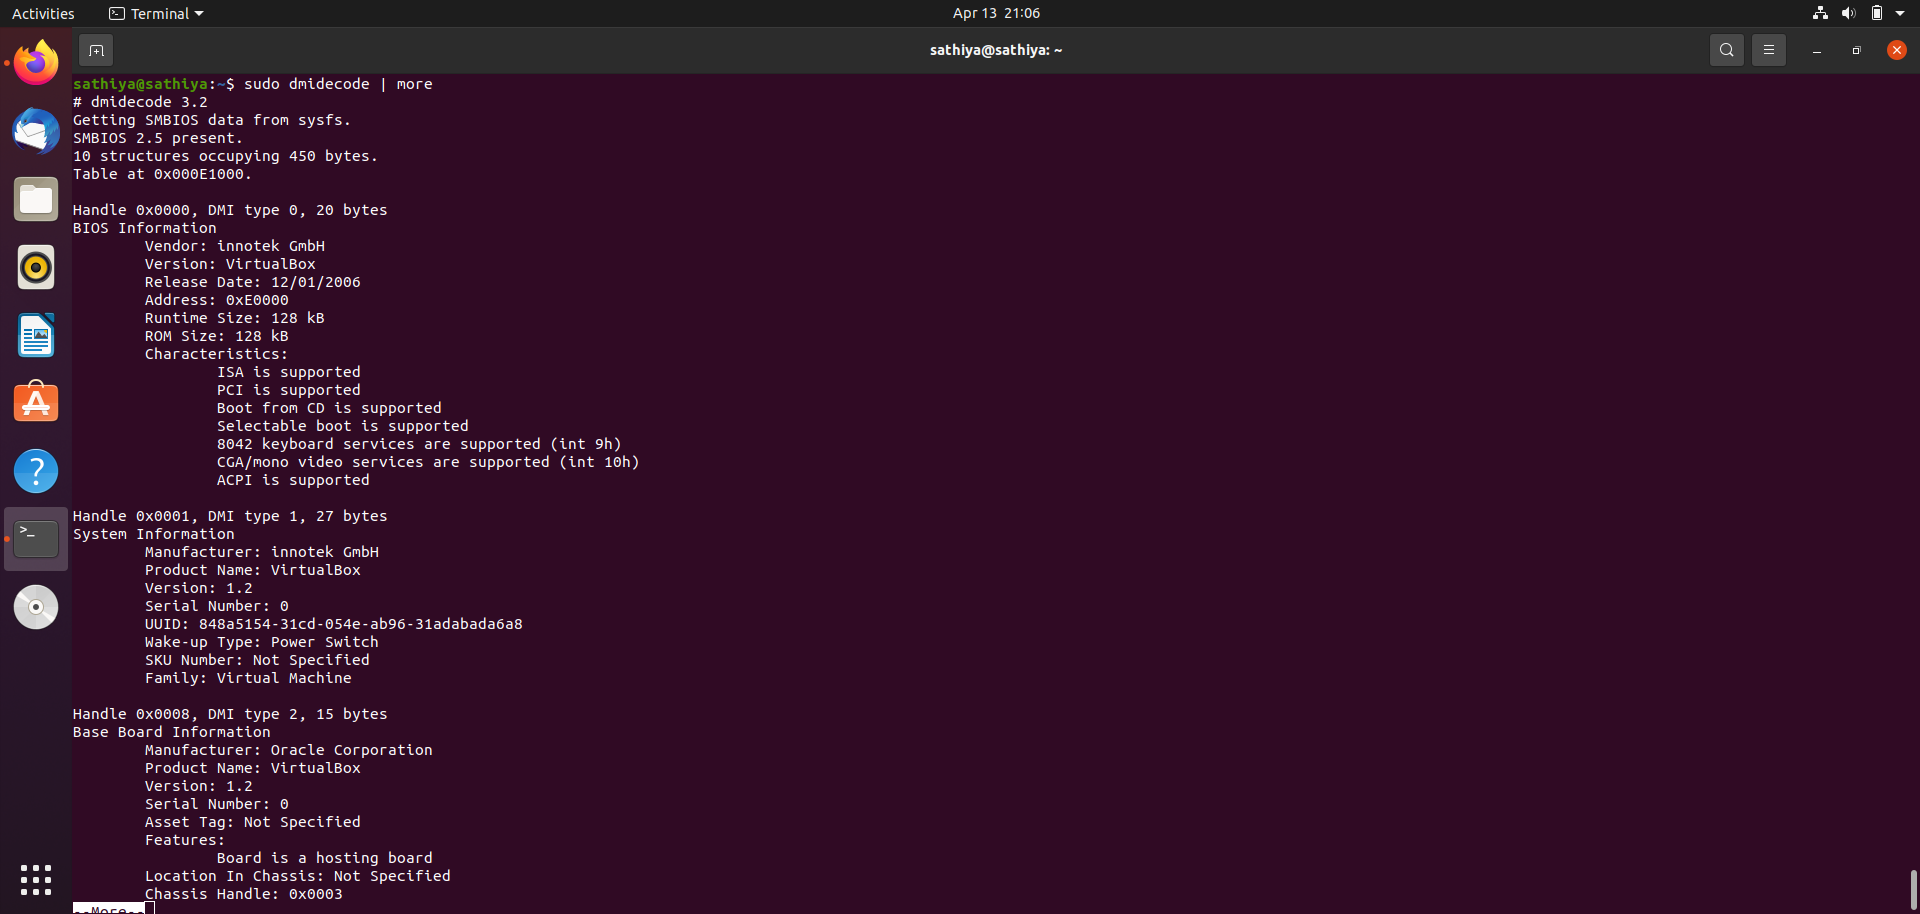 Activities
Terminal
Apr 13 21:06
sathiya@sathiya: ~
sathiya@sathiya:~$ sudo dmidecode | more
# dmidecode 3.2
Getting SMBIOS data from sysfs.
SMBIOS 2.5 present.
10 structures occupying 450 bytes.
Table at 0x000E1000.
Handle 0x0000, DMI type 0, 20 bytes
BIOS Information
Vendor: innotek GmbH
Version: VirtualBox
Release Date: 12/01/2006
Address: 0xE0000
Runtime Size: 128 kB
ROM Size: 128 kB
Characteristics:
ISA is supported
PCI is supported
Boot from CD is supported
Selectable boot is supported
8042 keyboard services are supported (int 9h)
CGA/mono video services are supported (int 10h)
ACPI is supported
Handle 0x0001, DMI type 1, 27 bytes
System Information
Manufacturer: innotek GmbH
Product Name: VirtualBox
Version: 1.2
Serial Number: 0
UUID: 848a5154-31cd-054e-ab96-31adabada6a8
Wake-up Type: Power Switch
SKU Number: Not Specified
Family: Virtual Machine
Handle 0x0008, DMI type 2, 15 bytes
Base Board Information
Manufacturer: Oracle Corporation
Product Name: VirtualBox
Version: 1.2
Serial Number: 0
Asset Tag: Not Specified
Features:
Board is a hosting board
Location In Chassis: Not Specified
Chassis Handle: 0x0003
--More--